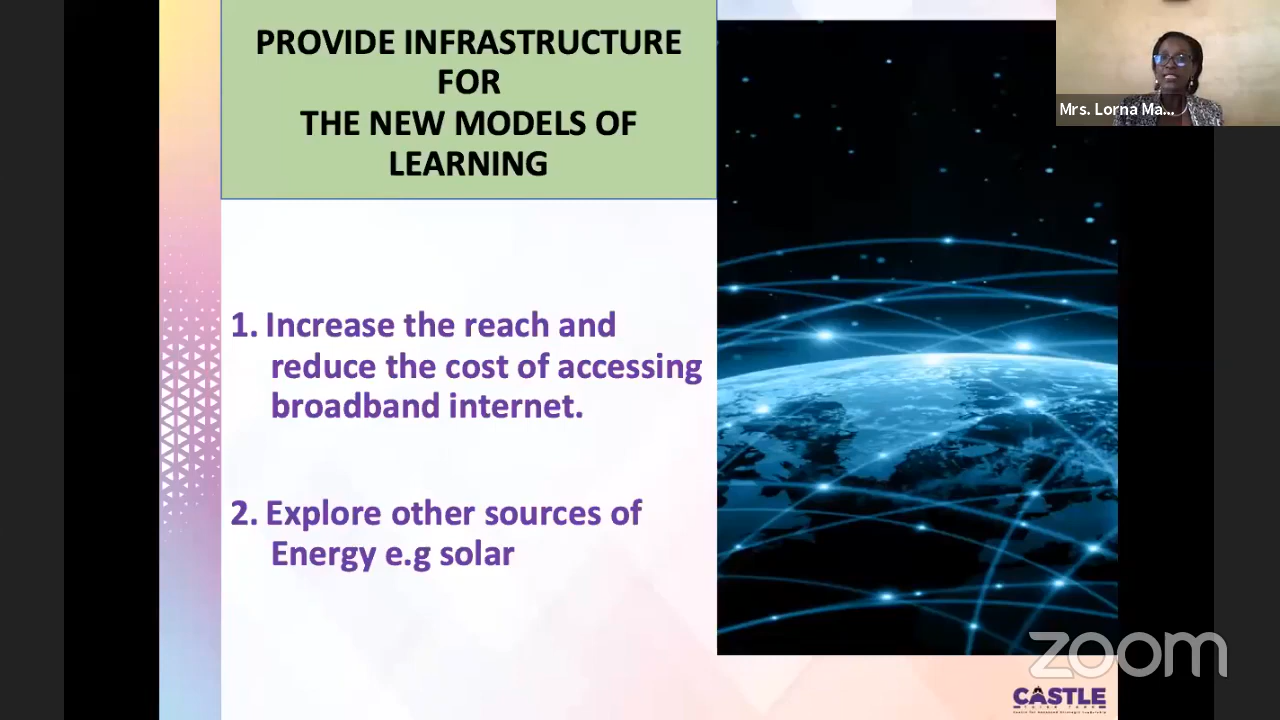 PROVIDE INFRASTRUCTURE
FOR
THE NEW MODELS OF
LEARNING
Mrs. Lorna Ma...
1. Increase the reach and
reduce the cost of accessing
broadband internet.
2. Explore other sources of
Energy e.g solar
zoom
CASTLE